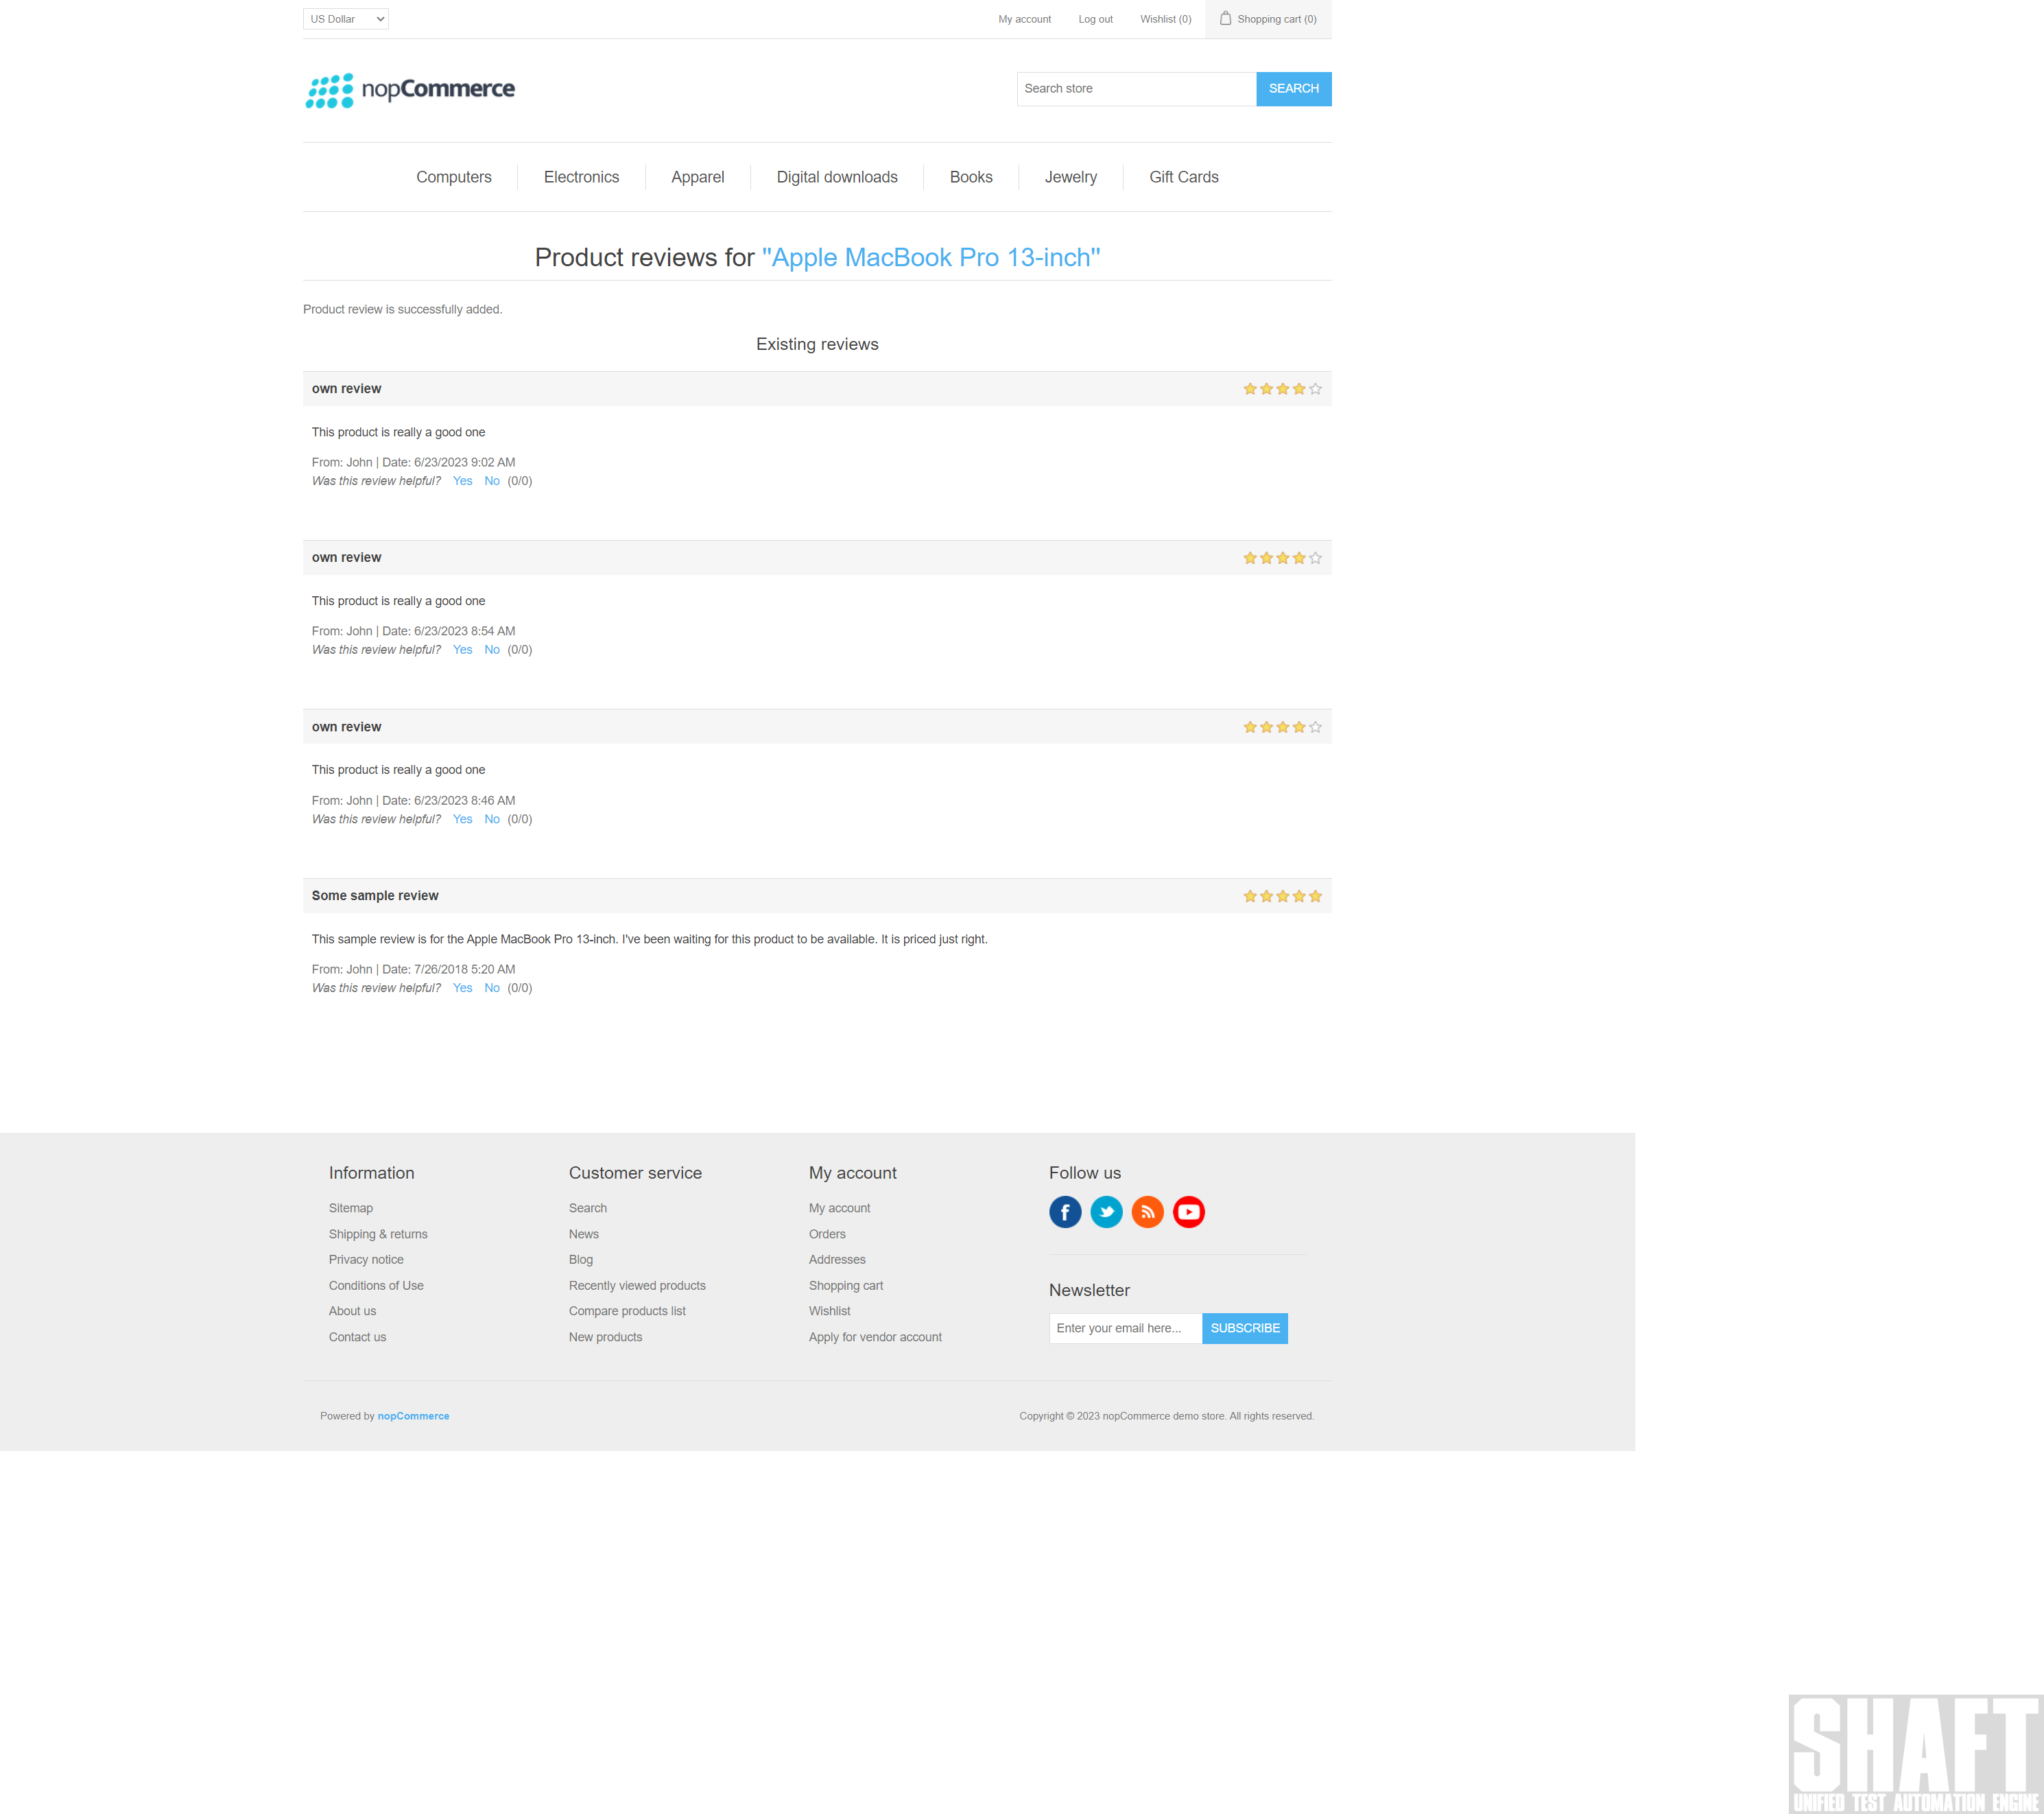 US Dollar
My account Log out Wishlist (0) Shopping cart (0)
nopCommerce
Search store SEARCH
Computers Electronics Apparel Digital downloads Books Jewelry Gift Cards
Product reviews for "Apple MacBook Pro 13-inch"
Product review is successfully added.
Existing reviews
own review
This product is really a good one
From: John | Date: 6/23/2023 9:02 AM
Was this review helpful? Yes No (0/0)
own review
This product is really a good one
From: John | Date: 6/23/2023 8:54 AM
Was this review helpful? Yes No (0/0)
own review
This product is really a good one
From: John | Date: 6/23/2023 8:46 AM
Was this review helpful? Yes No (0/0)
Some sample review
This sample review is for the Apple MacBook Pro 13-inch. I've been waiting for this product to be available. It is priced just right.
From: John | Date: 7/26/2018 5:20 AM
Was this review helpful? Yes No (0/0)
Information
Sitemap
Shipping & returns
Privacy notice
Conditions of Use
About us
Contact us
Customer service
Search
News
Blog
Recently viewed products
Compare products list
New products
My account
My account
Orders
Addresses
Shopping cart
Wishlist
Apply for vendor account
Follow us
Newsletter
Enter your email here... SUBSCRIBE
Powered by nopCommerce
Copyright © 2023 nopCommerce demo store. All rights reserved.
SHAFT
UNIFIED TEST AUTOMATION ENGINE